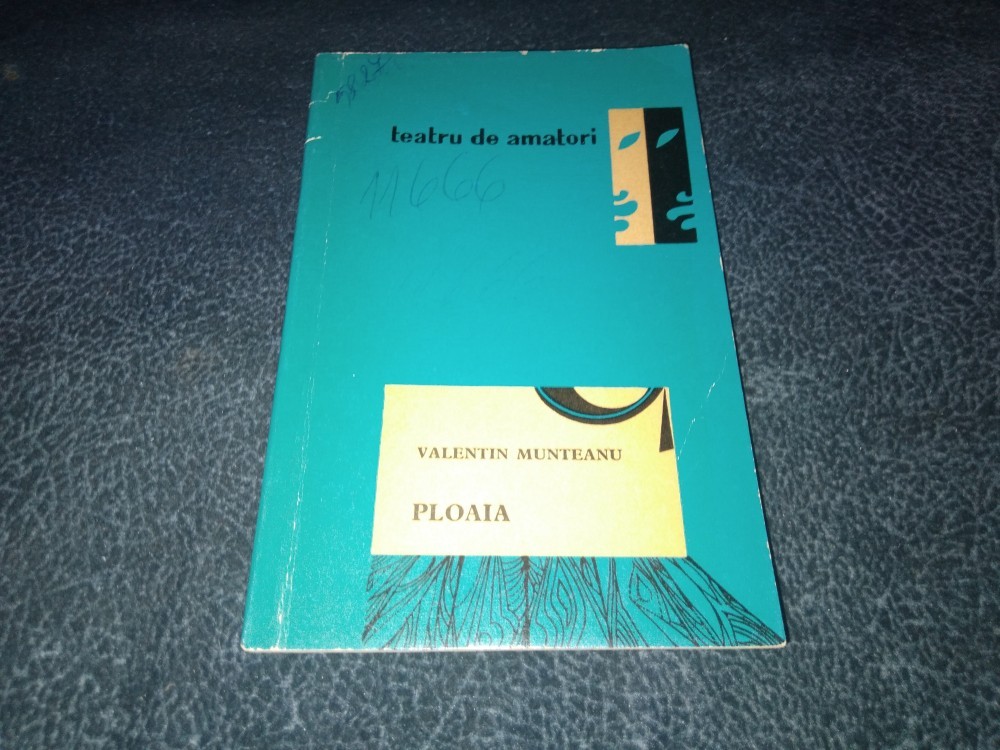 teatru de amatori
11666
VALENTIN MUNTEANU
PLOAIA